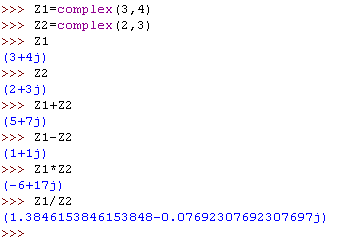 >>> Z1=complex(3,4)
>>> Z2=complex(2,3)
>>> Z1
(3+4j)
>>> Z2
(2+3j)
>>> Z1+Z2
(5+7j)
>>> Z1-Z2
(1+1j)
>>> Z1*Z2
(-6+17j)
>>> Z1/Z2
(1.3846153846153848-0.07692307692307697j)
>>>